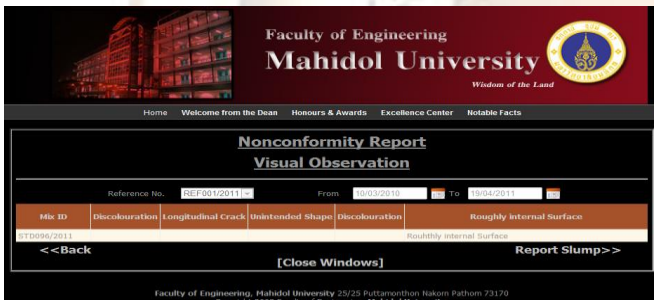 Faculty of Engineering
Mahidol University
Wisdom of the Land
Home Welcome from the Dean Honours & Awards Excellence Center Notable Facts
Nonconformity Report
Visual Observation
Reference No. REF001/2011 From 10/03/2010 To 19/04/2011
Mix ID Discolouration Longitudinal Crack Unintended Shape Discolouration Roughly internal Surface
STD096/2011 Rouhthly internal Surface
<<Back Report Slump>>
[Close Windows]
Faculty of Engineering, Mahidol University 25/25 Puttamonthon Nakorn Pathom 73170